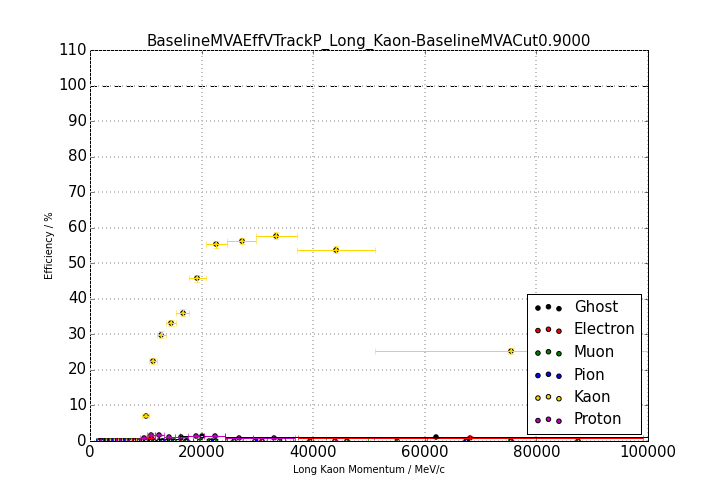 BaselineMVAEffVTrackP_Long_Kaon-BaselineMVACut0.9000
110
100
90
80
70
60
50
40
30
20
10
0
Efficiency / %
Ghost
Electron
Muon
Pion
Kaon
Proton
0 20000 40000 60000 80000 100000
Long Kaon Momentum / MeV/c